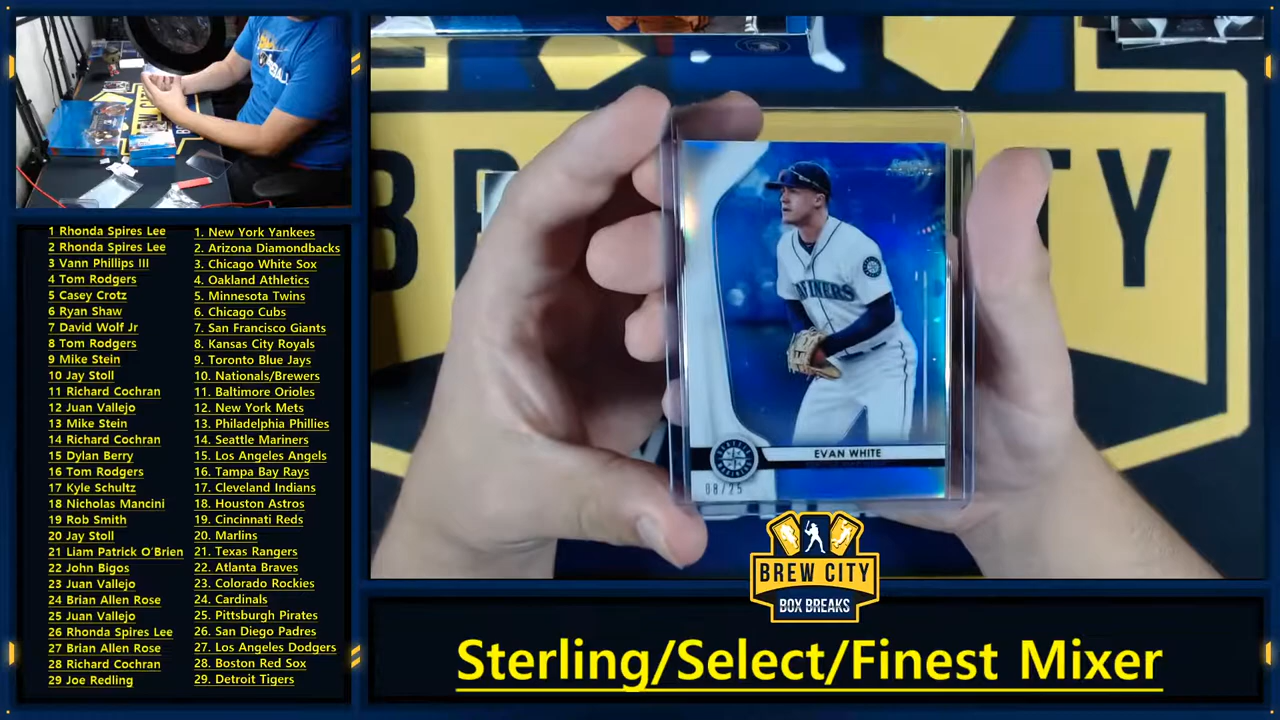 1 Rhonda Spires Lee
2 Rhonda Spires Lee
3 Vann Phillips III
4 Tom Rodgers
5 Casey Crotz
6 Ryan Shaw
7 David Wolf Jr
8 Tom Rodgers
9 Mike Stein
10 Jay Stoll
11 Richard Cochran
12 Juan Vallejo
13 Mike Stein
14 Richard Cochran
15 Dylan Berry
16 Tom Rodgers
17 Kyle Schultz
18 Nicholas Mancini
19 Rob Smith
20 Jay Stoll
21 Liam Patrick O'Brien
22 John Bigos
23 Juan Vallejo
24 Brian Allen Rose
25 Juan Vallejo
26 Rhonda Spires Lee
27 Brian Allen Rose
28 Richard Cochran
29 Joe Redling
1. New York Yankees
2. Arizona Diamondbacks
3. Chicago White Sox
4. Oakland Athletics
5. Minnesota Twins
6. Chicago Cubs
7. San Francisco Giants
8. Kansas City Royals
9. Toronto Blue Jays
10. Nationals/Brewers
11. Baltimore Orioles
12. New York Mets
13. Philadelphia Phillies
14. Seattle Mariners
15. Los Angeles Angels
16. Tampa Bay Rays
17. Cleveland Indians
18. Houston Astros
19. Cincinnati Reds
20. Marlins
21. Texas Rangers
22. Atlanta Braves
23. Colorado Rockies
24. Cardinals
25. Pittsburgh Pirates
26. San Diego Padres
27. Los Angeles Dodgers
28. Boston Red Sox
29. Detroit Tigers
B
TY
EVAN WHITE
08/25
BREW CITY
BOX BREAKS
Sterling/Select/Finest Mixer